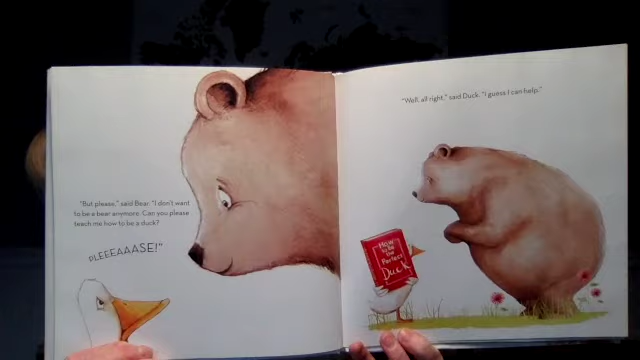 "But please," said Bear. "I don't want
to be a bear anymore. Can you please
teach me how to be a duck?
PLEEEAAASE!"
"Well, all right," said Duck. "I guess I can help."
How
to Be
the
Perfect
Duck